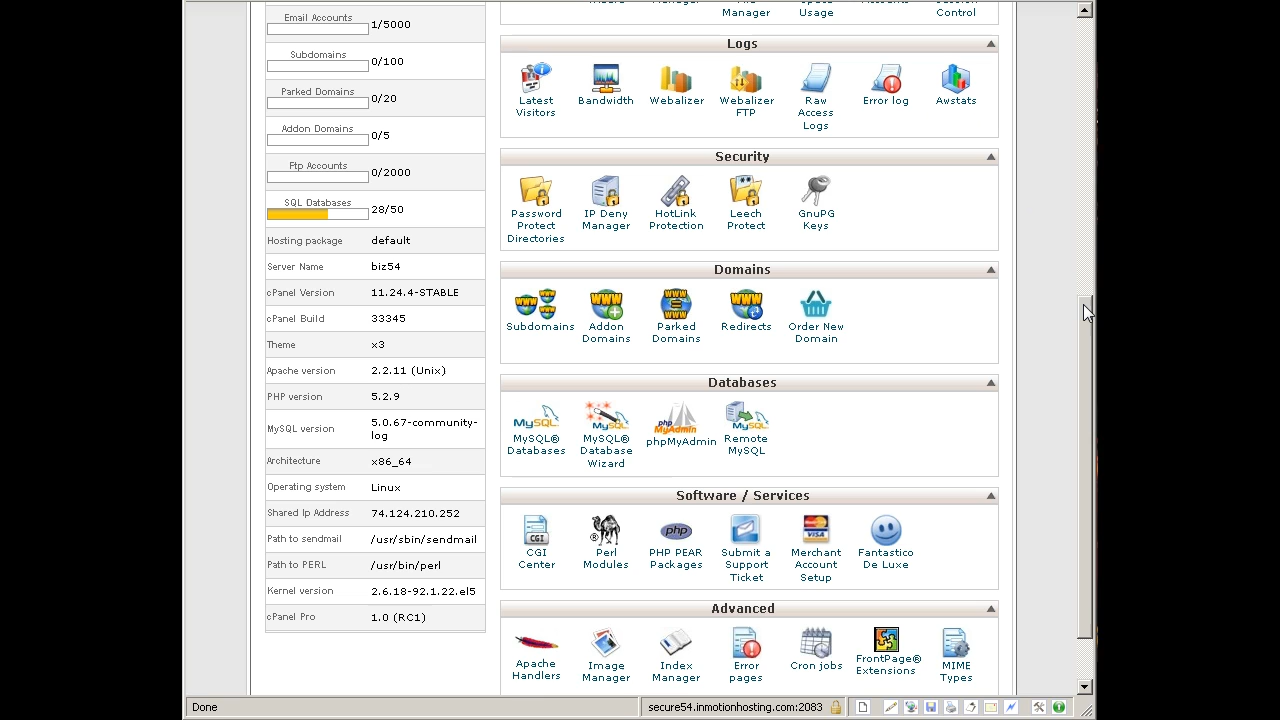 Email Accounts 1/5000
Subdomains 0/100
Parked Domains 0/20
Addon Domains 0/5
Ftp Accounts 0/2000
SQL Databases 28/50
Hosting package default
Server Name biz54
cPanel Version 11.24.4-STABLE
cPanel Build 33345
Theme x3
Apache version 2.2.11 (Unix)
PHP version 5.2.9
MySQL version 5.0.67-community-
log
Architecture x86_64
Operating system Linux
Shared Ip Address 74.124.210.252
Path to sendmail /usr/sbin/sendmail
Path to PERL /usr/bin/perl
Kernel version 2.6.18-92.1.22.el5
cPanel Pro 1.0 (RC1)
Manager Usage Control
Logs
Latest Bandwidth Webalizer Webalizer Raw Error log Awstats
Visitors FTP Access
Logs
Security
Password IP Deny HotLink Leech GnuPG
Protect Manager Protection Protect Keys
Directories
Domains
Subdomains Addon Parked Redirects Order New
Domains Domains Domain
Databases
MySQL® MySQL® phpMyAdmin Remote
Databases Database MySQL
Wizard
Software / Services
CGI Perl PHP PEAR Submit a Merchant Fantastico
Center Modules Packages Support Account De Luxe
Ticket Setup
Advanced
Apache Image Index Error Cron jobs FrontPage® MIME
Handlers Manager Manager pages Extensions Types
Done secure54.inmotionhosting.com:2083